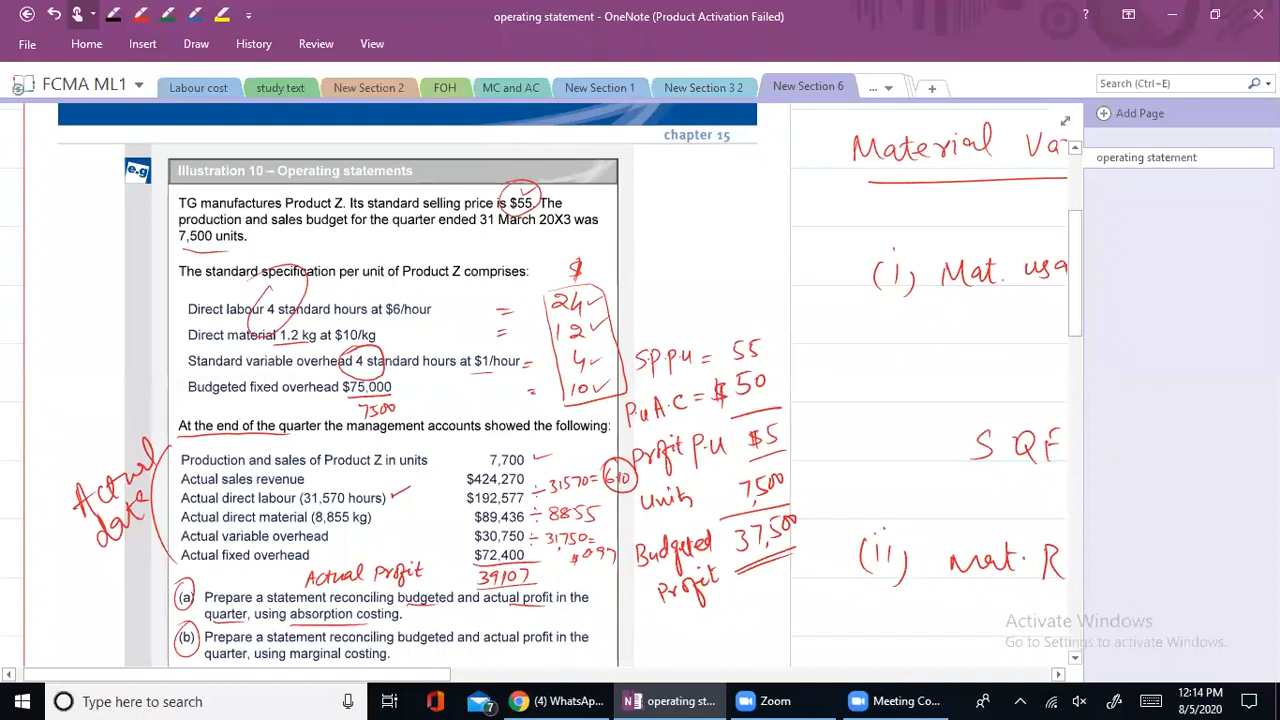 operating statement - OneNote (Product Activation Failed)
File Home Insert Draw History Review View
FCMA ML1 Labour cost study text New Section 2 FOH MC and AC New Section 1 New Section 3 2 New Section 6 ... Search (Ctrl+E)
Add Page
operating statement
chapter 15
e.g
Illustration 10 – Operating statements
TG manufactures Product Z. Its standard selling price is $55. The
production and sales budget for the quarter ended 31 March 20X3 was
7,500 units.
The standard specification per unit of Product Z comprises: $
Direct labour 4 standard hours at $6/hour = 24
Direct material 1.2 kg at $10/kg = 12
Standard variable overhead 4 standard hours at $1/hour = 4
Budgeted fixed overhead $75,000 = 10
7500
At the end of the quarter the management accounts showed the following:
Production and sales of Product Z in units 7,700
Actual sales revenue $424,270
Actual direct labour (31,570 hours) $192,577 ÷ 31570 = 6.10
Actual direct material (8,855 kg) $89,436 ÷ 8855
Actual variable overhead $30,750 ÷ 31,750 =
$0.97
Actual fixed overhead $72,400
Actual Profit 39107
Actual
data
(a) Prepare a statement reconciling budgeted and actual profit in the
quarter, using absorption costing.
(b) Prepare a statement reconciling budgeted and actual profit in the
quarter, using marginal costing.
S.P.P.U = 55
P.U A.C = $50
Profit P.U $5
Units 7,500
Budgeted 37,500
Profit
Material Va
(i) Mat. usa
S Q F
(ii) Mat. R
Activate Windows
Go to Settings to activate Windows.
Type here to search (4) WhatsApp... operating st... Zoom Meeting Co... 7
12:14 PM
8/5/2020